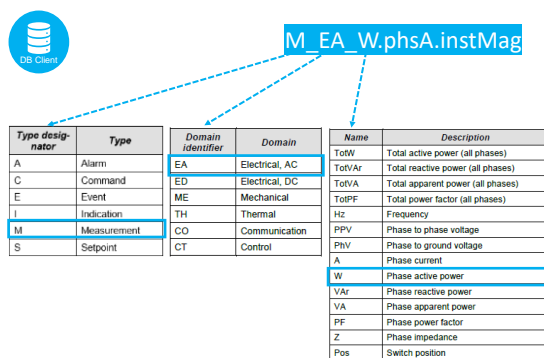 DB Client
M_EA_W.phsA.instMag
Type desig-
nator Type
A Alarm
C Command
E Event
I Indication
M Measurement
S Setpoint
Domain
identifier Domain
EA Electrical, AC
ED Electrical, DC
ME Mechanical
TH Thermal
CO Communication
CT Control
Name Description
TotW Total active power (all phases)
TotVAr Total reactive power (all phases)
TotVA Total apparent power (all phases)
TotPF Total power factor (all phases)
Hz Frequency
PPV Phase to phase voltage
PhV Phase to ground voltage
A Phase current
W Phase active power
VAr Phase reactive power
VA Phase apparent power
PF Phase power factor
Z Phase impedance
Pos Switch position